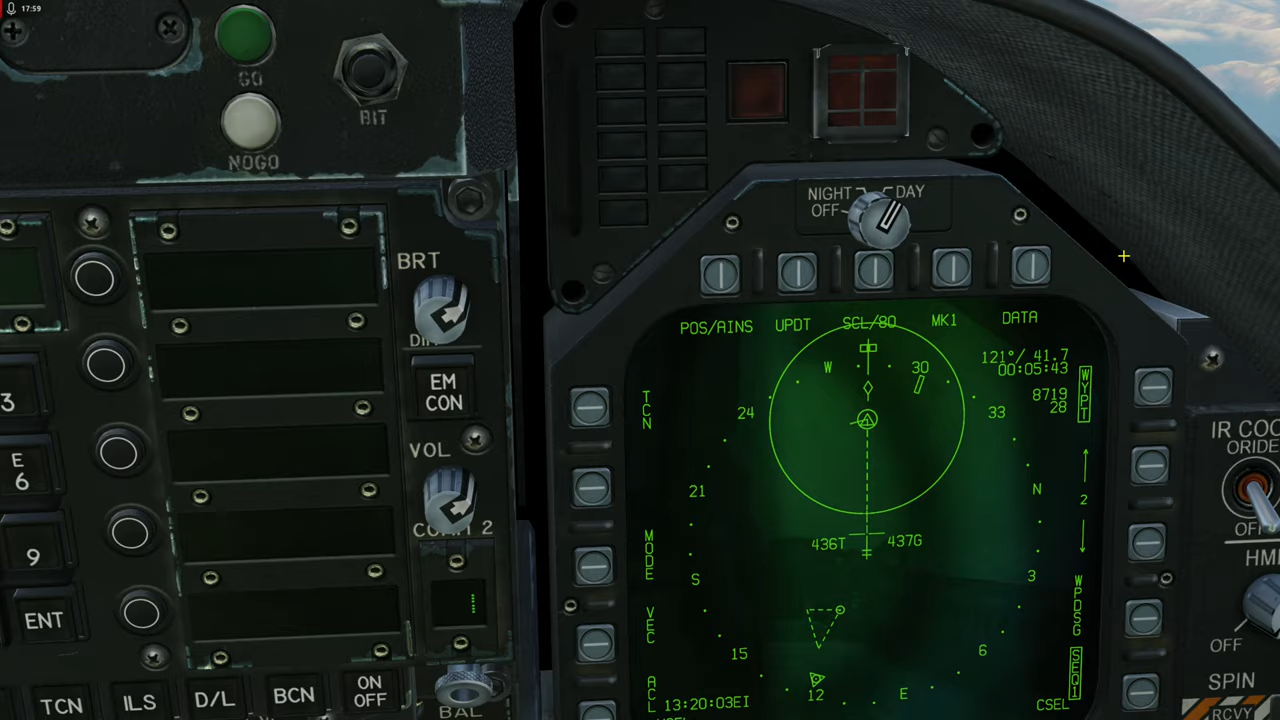 17:59
GO
BIT
NOGO
NIGHT
DAY
OFF
BRT
EM
CON
VOL
COMM 2
3
E
6
9
ENT
TCN
ILS
D/L
BCN
ON
OFF
BAL
POS/AINS
UPDT
SCL/80
MK1
DATA
121°/ 41.7
00:05:43
8719
28
WYPT
TCN
W
30
24
33
21
N
2
MODE
436T
437G
S
3
WPDSG
VEC
15
6
SEQ1
ACL
13:20:03EI
12
E
CSEL
IR COO
ORIDE
OFF
HM
OFF
SPIN
RCVY